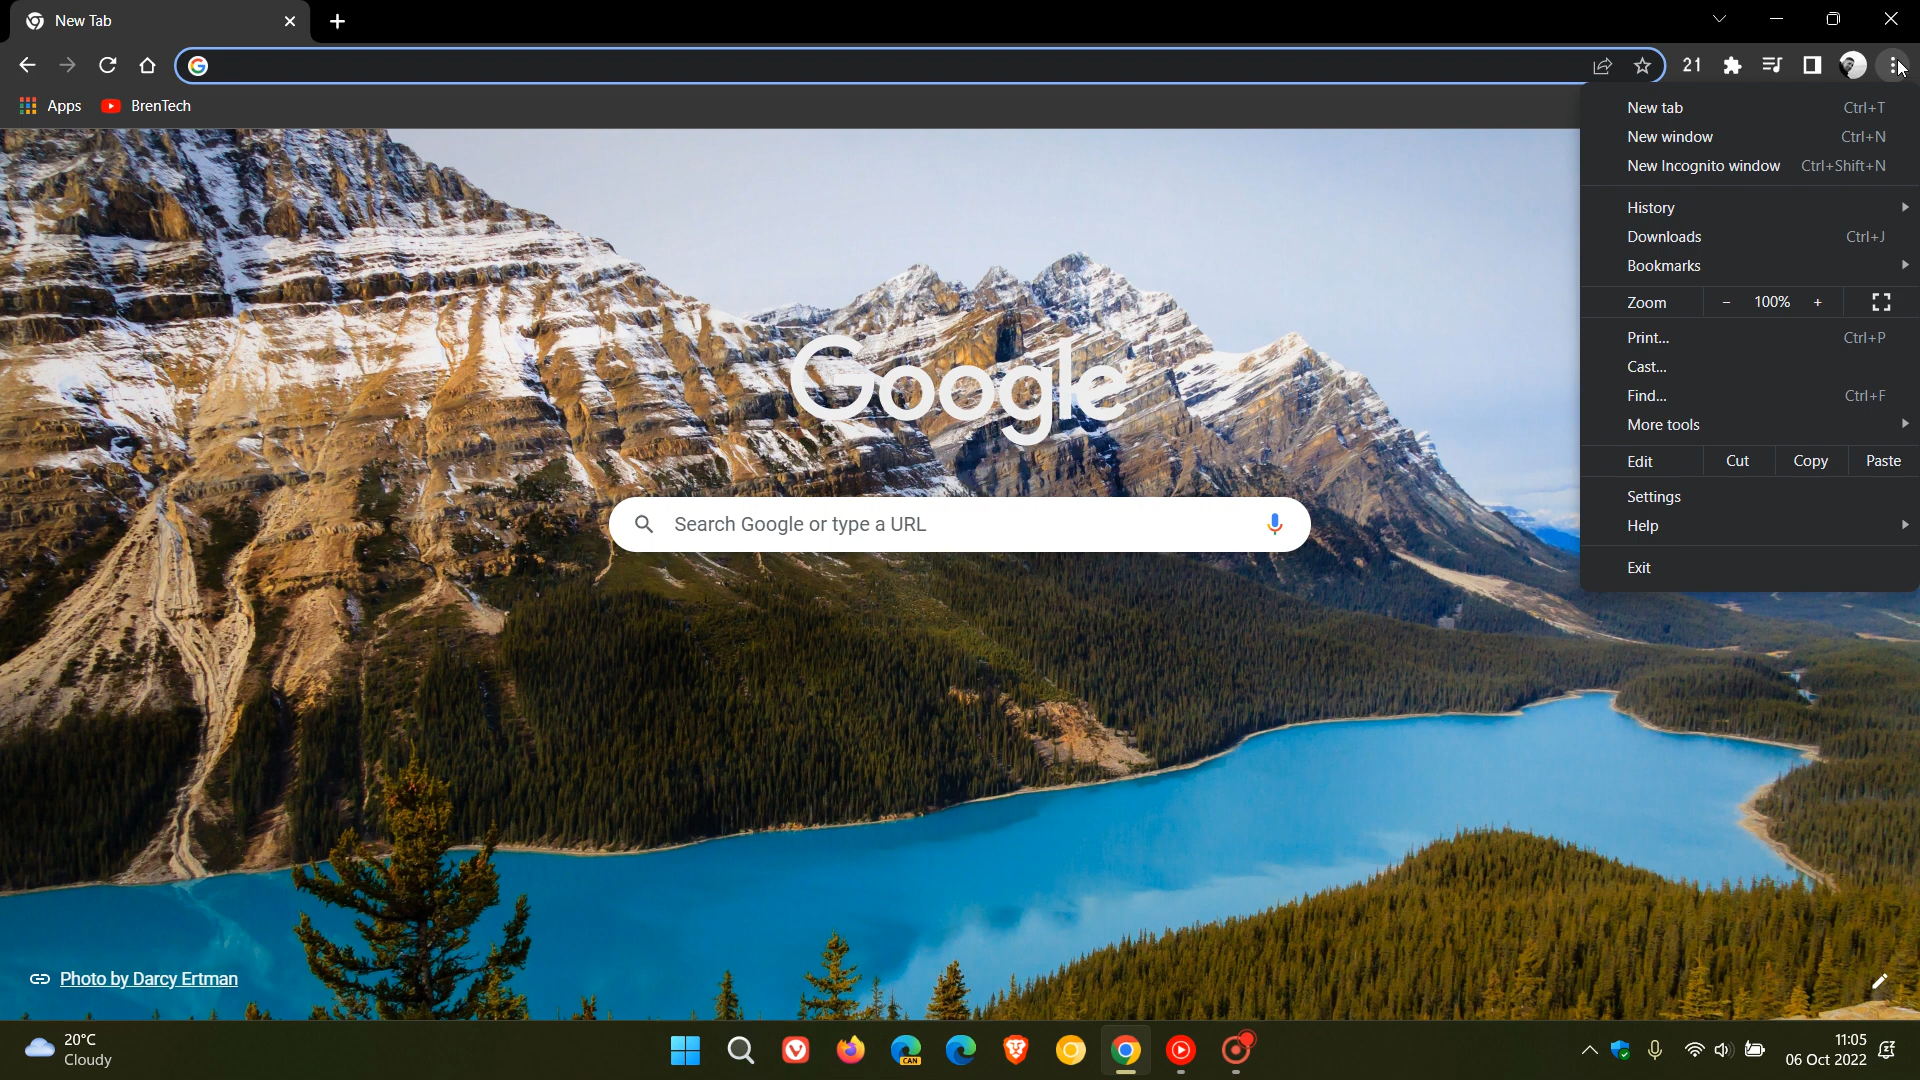 New Tab
21
Apps
BrenTech
New tab Ctrl+T
New window Ctrl+N
New Incognito window Ctrl+Shift+N
History
Downloads Ctrl+J
Bookmarks
Zoom - 100% +
Print... Ctrl+P
Cast...
Find... Ctrl+F
More tools
Edit Cut Copy Paste
Settings
Help
Exit
Google
Search Google or type a URL
Photo by Darcy Ertman
20°C
Cloudy
CAN
11:05
06 Oct 2022